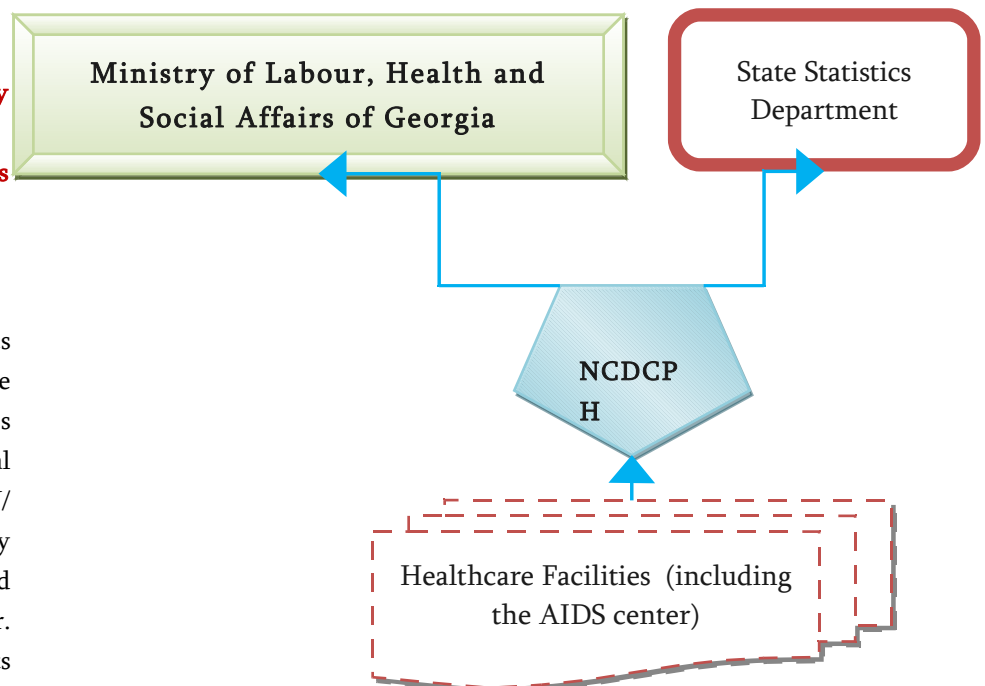 Ministry of Labour, Health and
Social Affairs of Georgia
State Statistics
Department
NCDCP
H
Healthcare Facilities (including
the AIDS center)